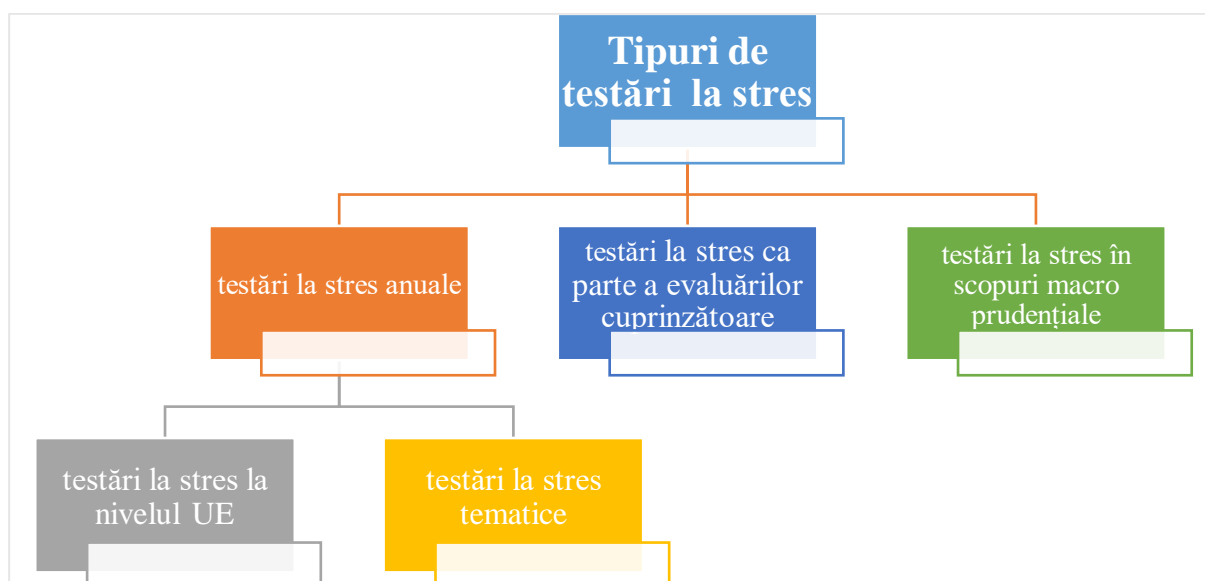 Tipuri de
testări la stres
testări la stres anuale
testări la stres ca
parte a evaluărilor
cuprinzătoare
testări la stres în
scopuri macro
prudențiale
testări la stres la
nivelul UE
testări la stres
tematice